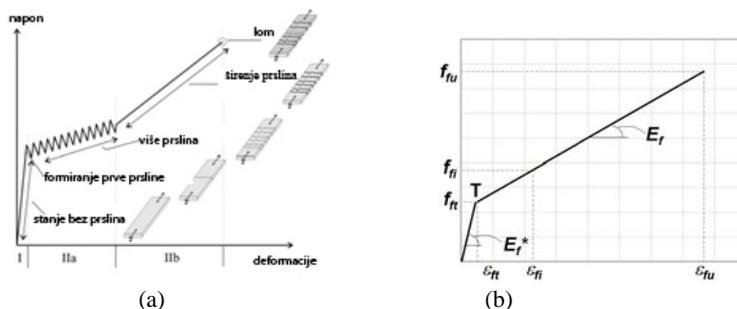 napon
lom
širenje prslina
više prslina
formiranje prve prsline
stanje bez prslina
I
IIa
IIb
deformacije
(a)
f_fu
f_fi
f_ft
T
E_f
E_f*
ε_ft
ε_fi
ε_fu
(b)